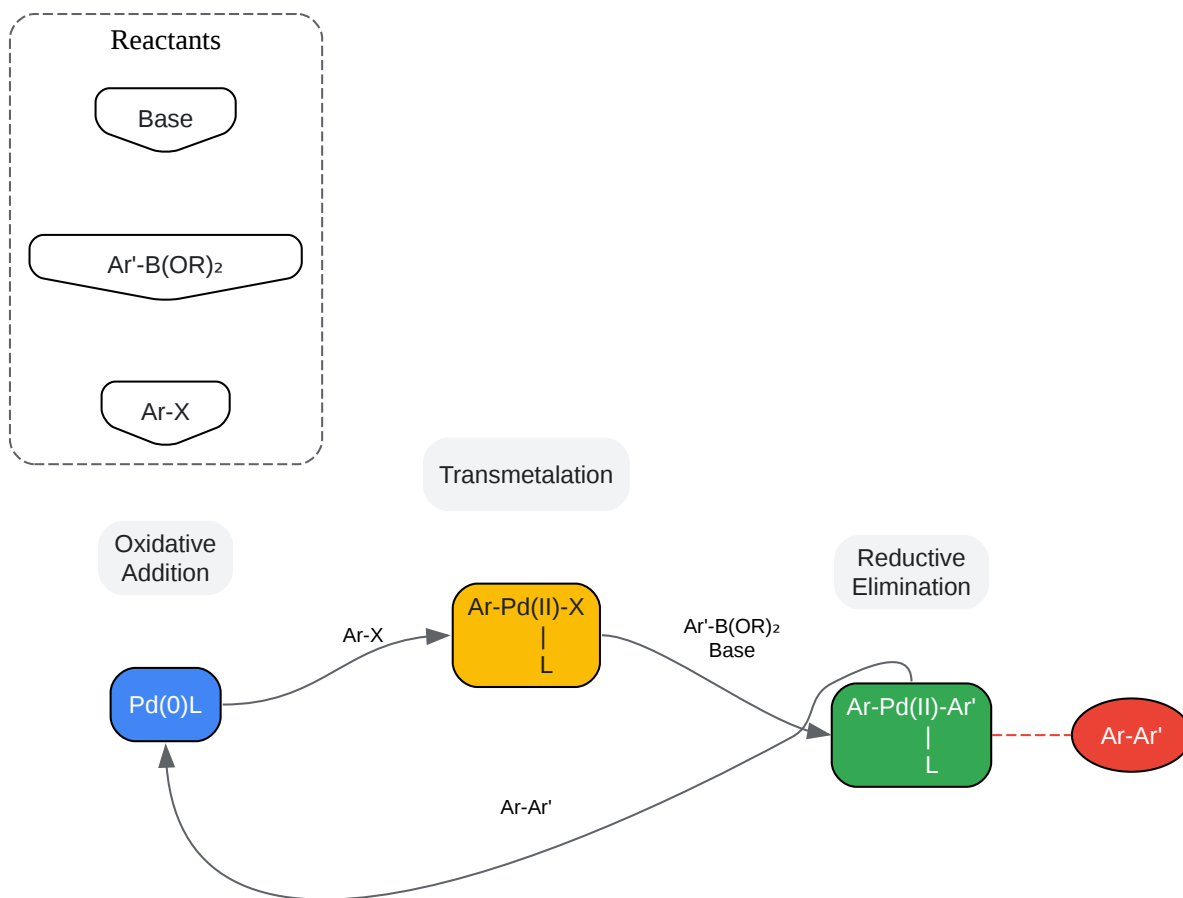 Reactants
Base
Ar'-B(OR)₂
Ar-X
Transmetalation
Oxidative
Addition
Reductive
Elimination
Ar-Pd(II)-X
|
L
Ar-X
Ar'-B(OR)₂
Base
Pd(0)L
Ar-Pd(II)-Ar'
|
L
Ar-Ar'
Ar-Ar'